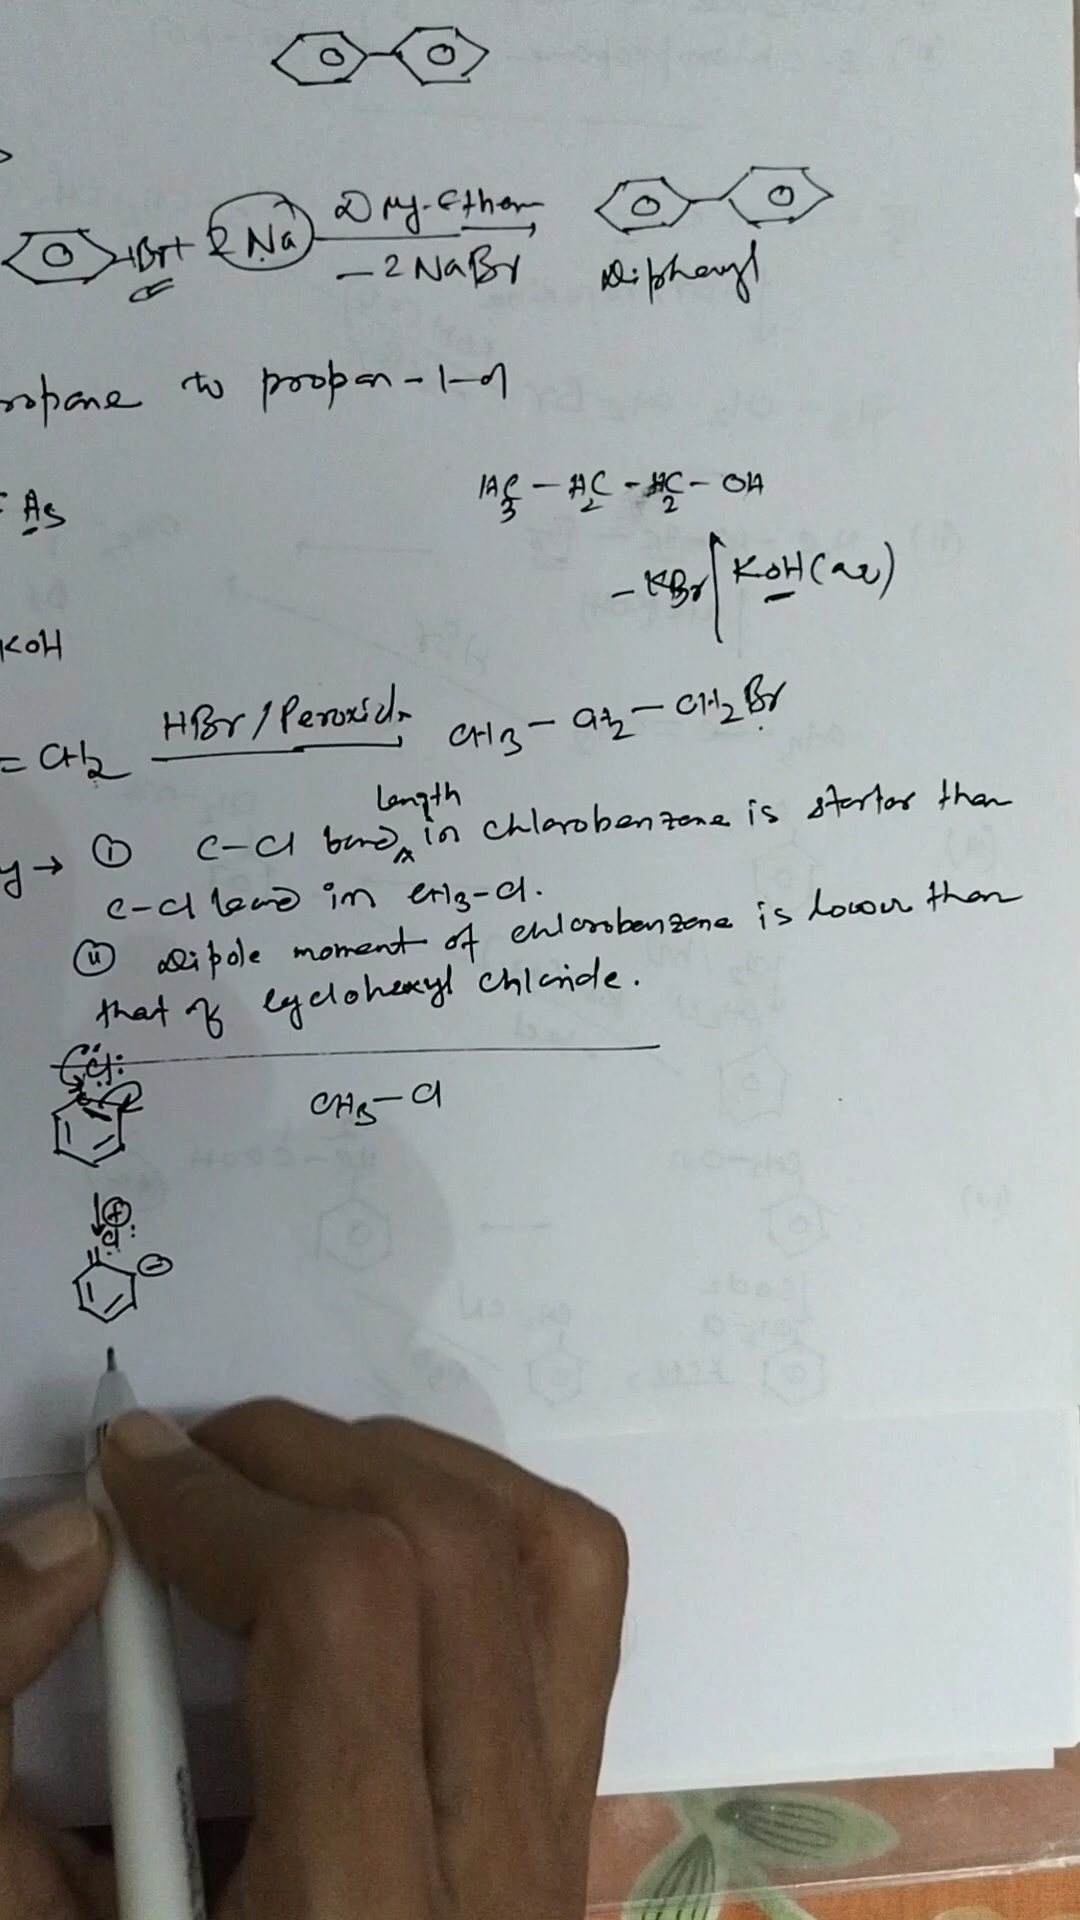 Br + 2Na Dry-Ether
- 2NaBr Diphenyl
ropane to propan-1-ol
H3C - H2C - H2C - OH
As
- KBr KOH(aq)
KOH
HBr/Peroxide
= CH2 CH3 - CH2 - CH2Br
length
y → (i) C-Cl bond in chlorobenzene is shorter than
C-Cl bond in CH3-Cl.
(ii) Dipole moment of chlorobenzene is lower than
that of cyclohexyl chloride.
:Cl:
CH3-Cl
+
Cl:
-